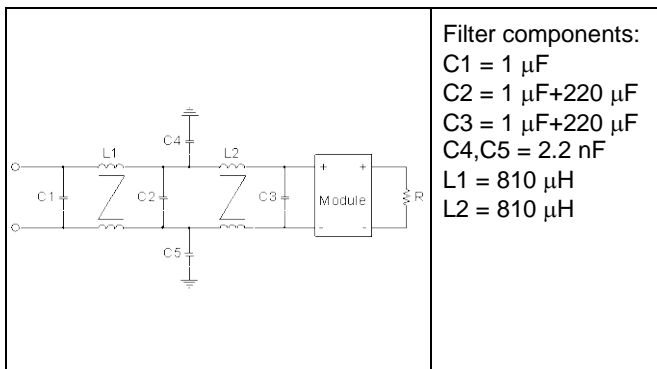 C4
L1
L2
C1
C2
C3
+
+
Module
R
-
-
C5
Filter components:
C1 = 1 μF
C2 = 1 μF+220 μF
C3 = 1 μF+220 μF
C4,C5 = 2.2 nF
L1 = 810 μH
L2 = 810 μH